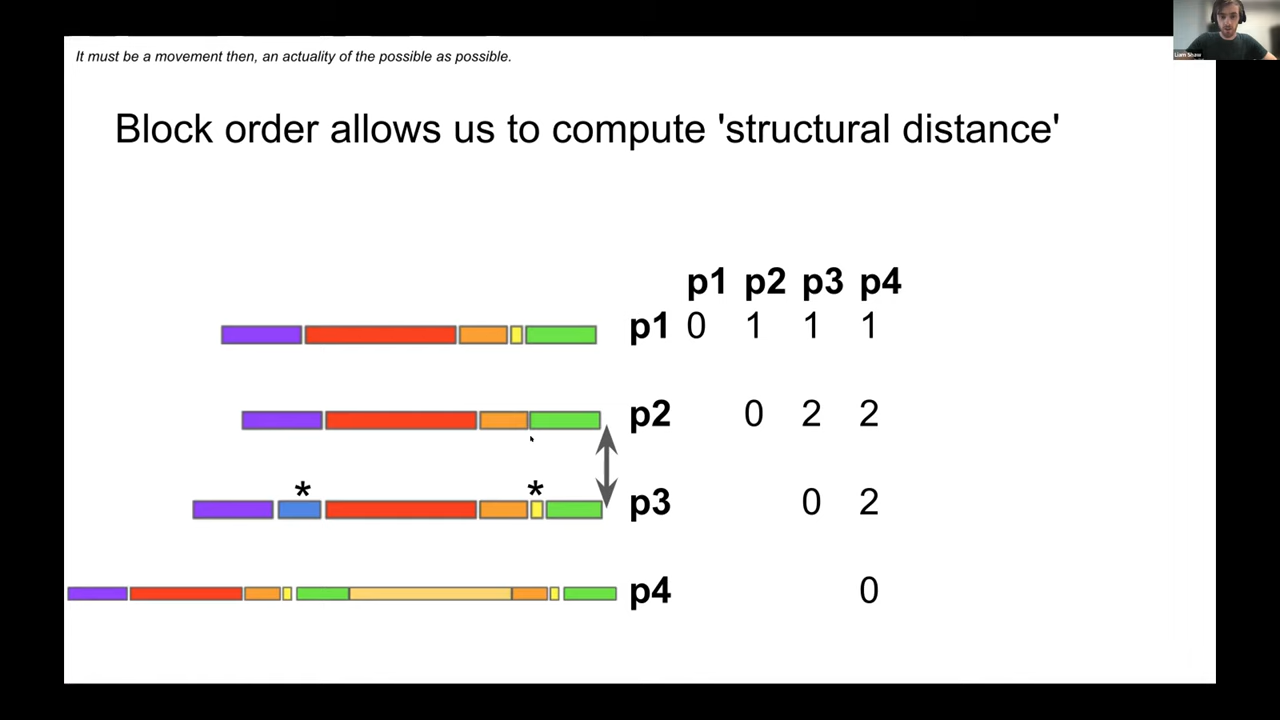 It must be a movement then, an actuality of the possible as possible.
Block order allows us to compute 'structural distance'
p1 p2 p3 p4
p1 0 1 1 1
p2 0 2 2
* *
p3 0 2
p4 0
Liam Shaw